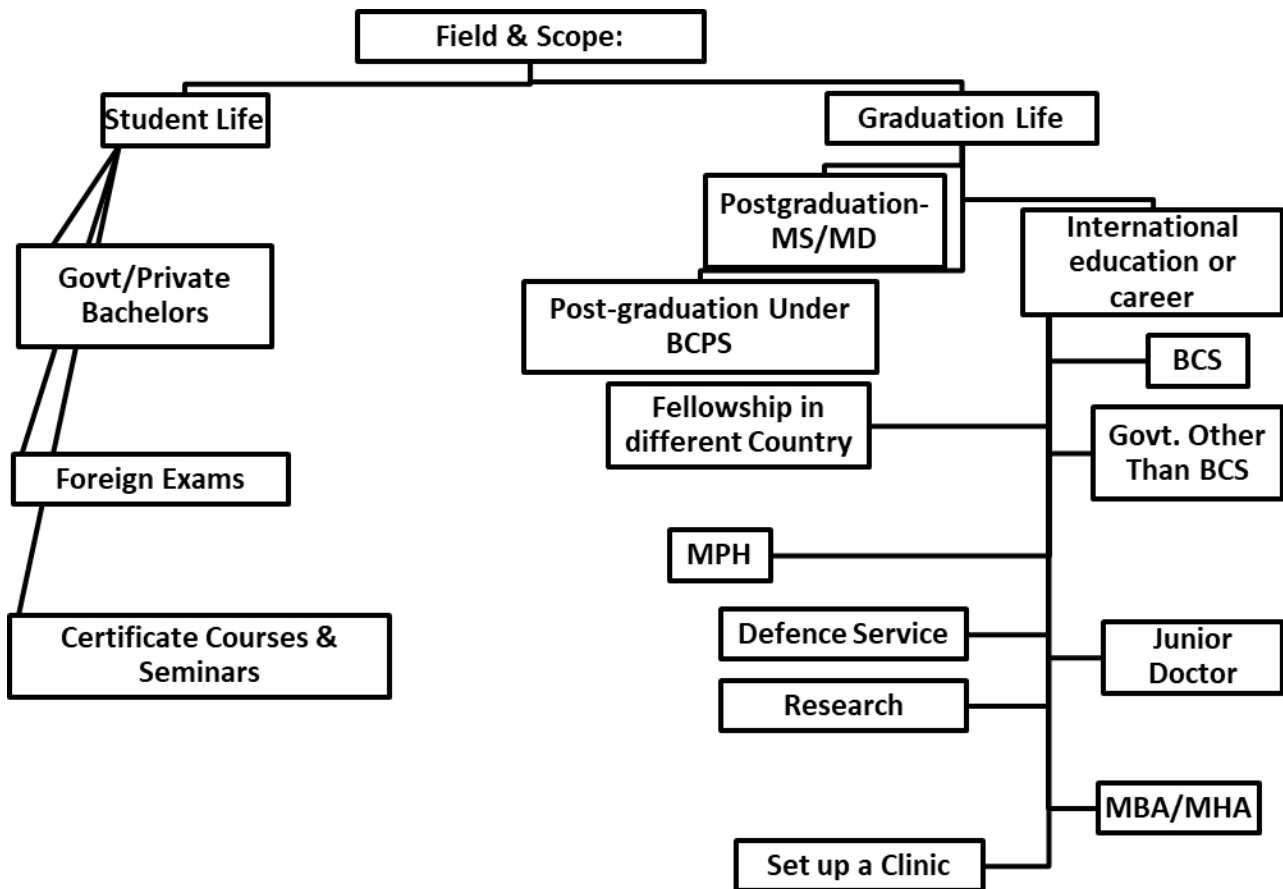 Field & Scope:
Student Life
Graduation Life
Postgraduation-
MS/MD
International
education or
career
Govt/Private
Bachelors
Post-graduation Under
BCPS
BCS
Fellowship in
different Country
Govt. Other
Than BCS
Foreign Exams
MPH
Certificate Courses &
Seminars
Defence Service
Junior
Doctor
Research
MBA/MHA
Set up a Clinic